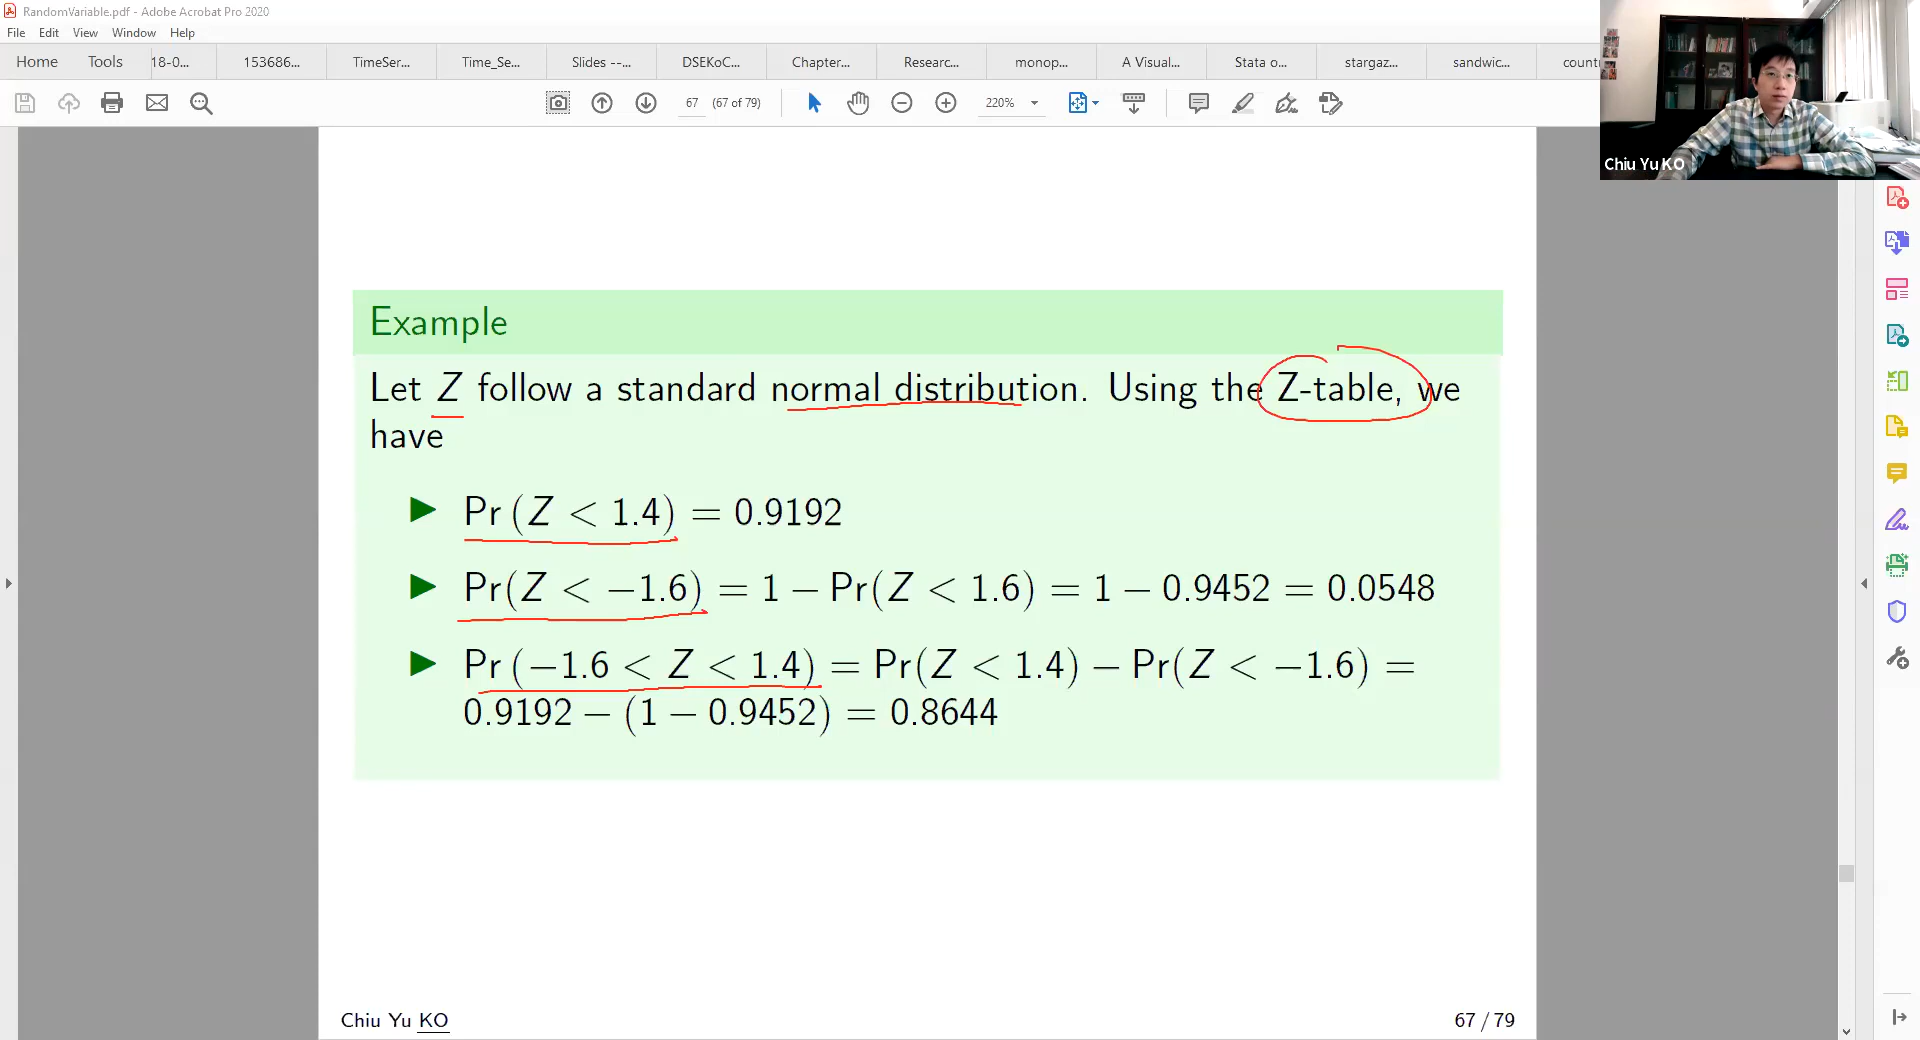 RandomVariable.pdf - Adobe Acrobat Pro 2020
File Edit View Window Help
Home Tools 18-0... 153686... TimeSer... Time_Se... Slides --... DSEKoC... Chapter... Researc... monop... A Visual... Stata o... stargaz... sandwic... count
67 (67 of 79) 220%
Chiu Yu KO
Example
Let Z follow a standard normal distribution. Using the Z-table, we
have
▶ Pr (Z < 1.4) = 0.9192
▶ Pr(Z < −1.6) = 1 − Pr(Z < 1.6) = 1 − 0.9452 = 0.0548
▶ Pr (−1.6 < Z < 1.4) = Pr(Z < 1.4) − Pr(Z < −1.6) =
0.9192 − (1 − 0.9452) = 0.8644
Chiu Yu KO 67 / 79